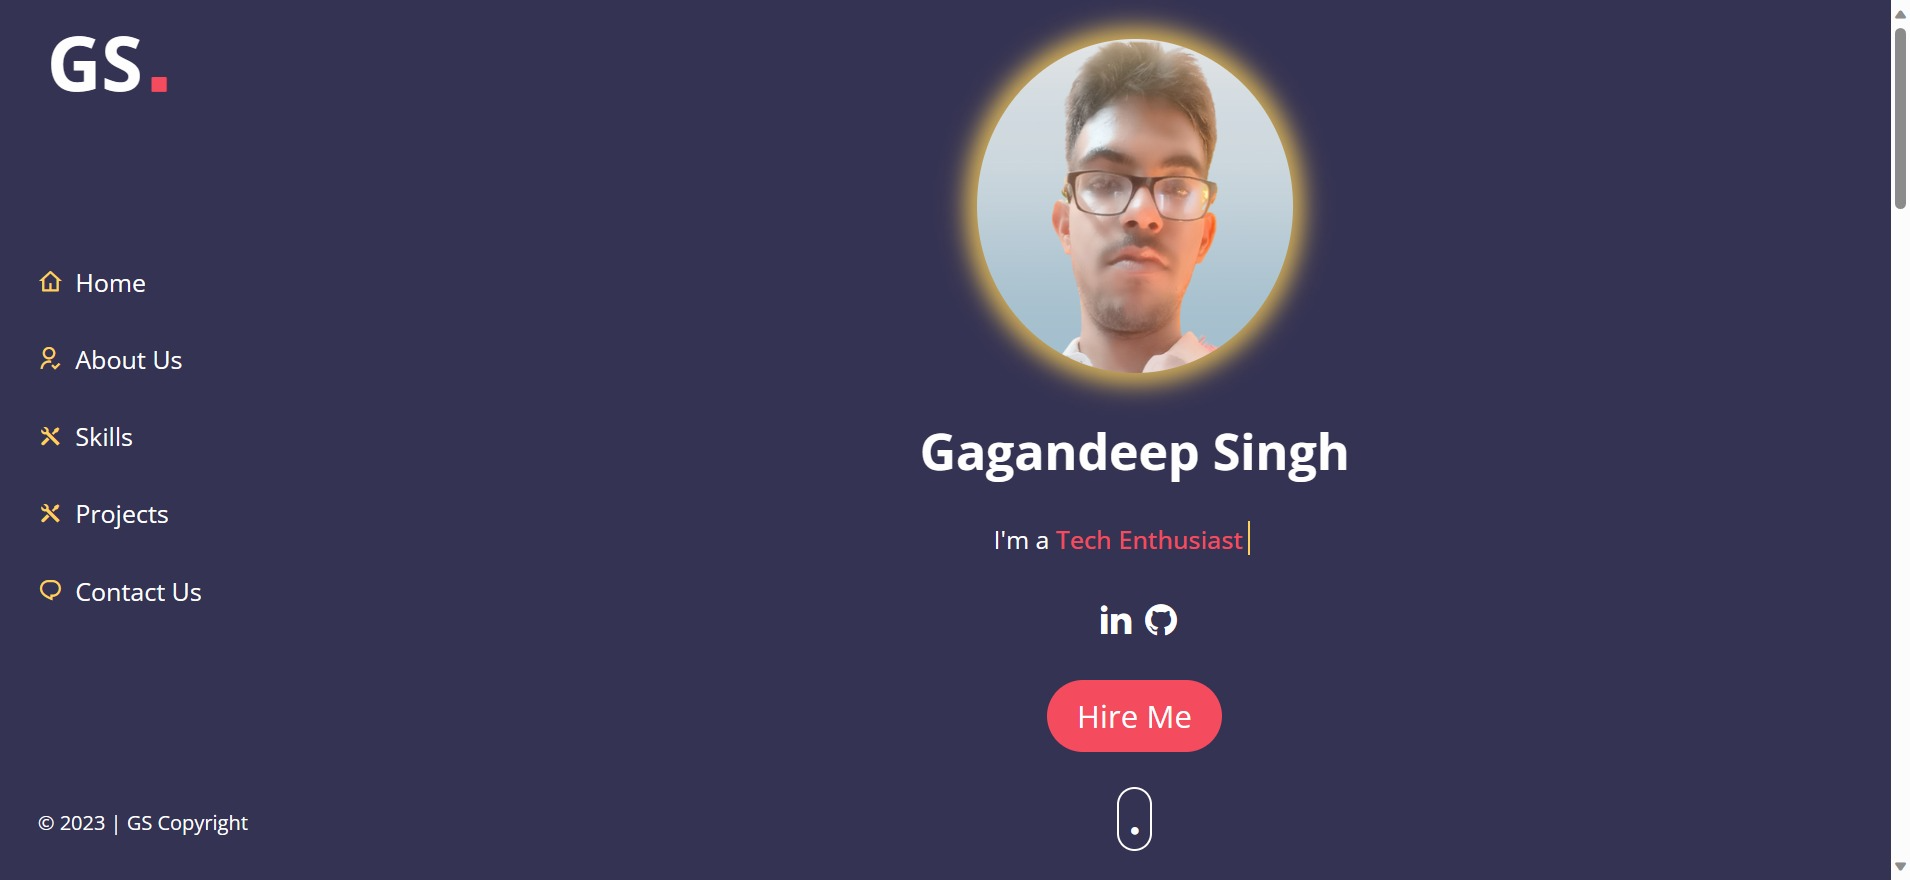 GS.
Home
About Us
Skills
Projects
Contact Us
© 2023 | GS Copyright
Gagandeep Singh
I'm a Tech Enthusiast
in
Hire Me